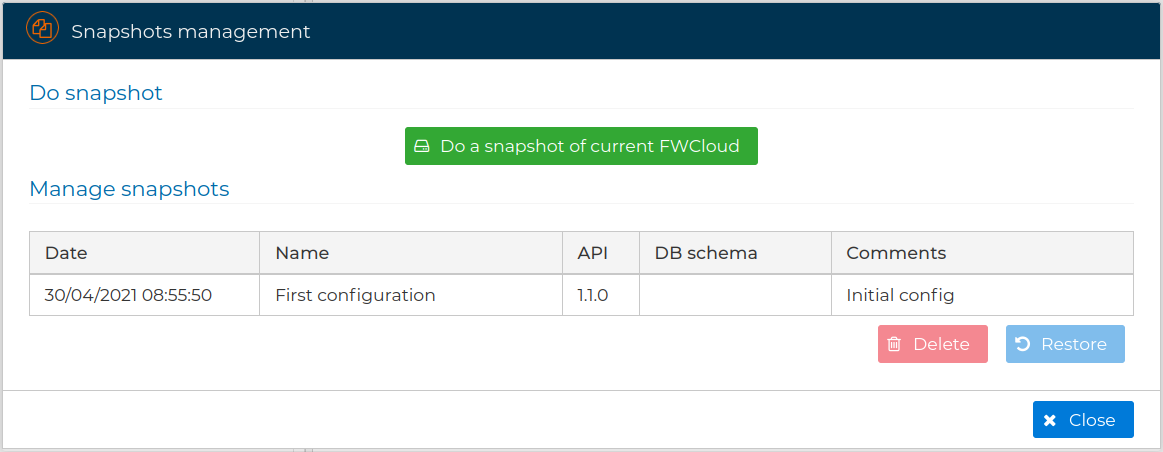 Snapshots management
Do snapshot
Do a snapshot of current FWCloud
Manage snapshots
Date Name API DB schema Comments
30/04/2021 08:55:50 First configuration 1.1.0 Initial config
Delete Restore
Close